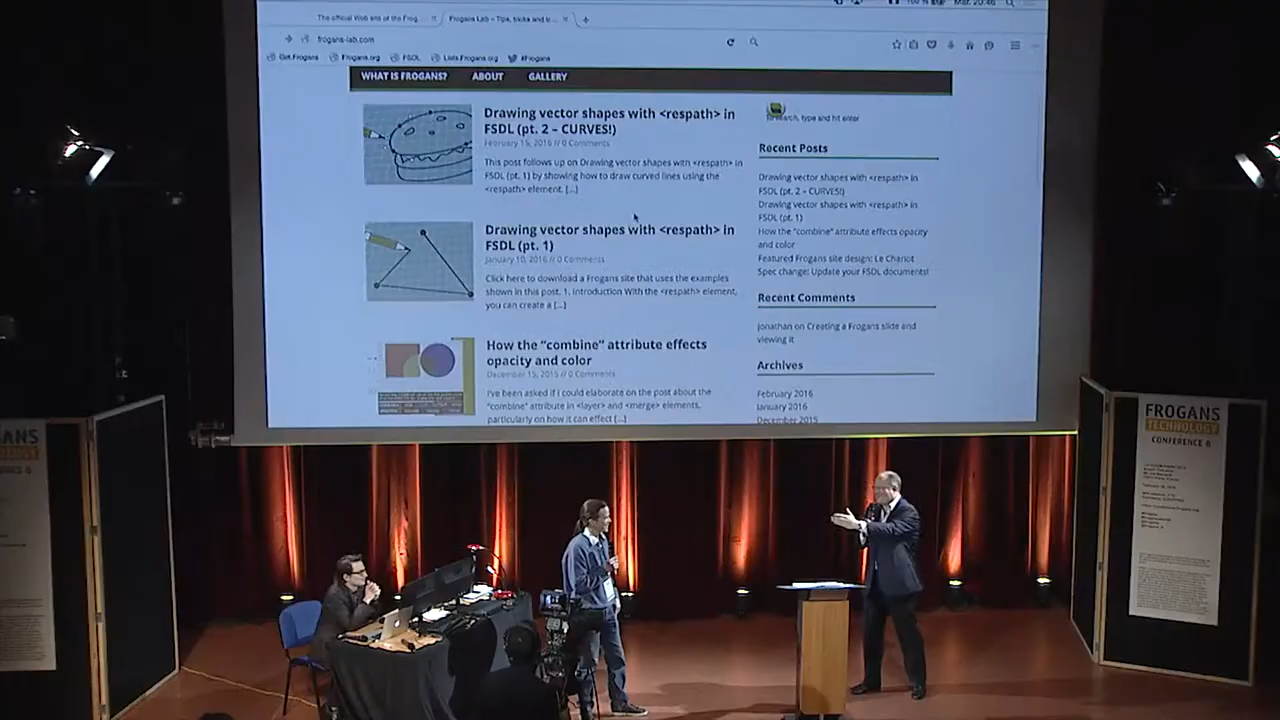 The official Web site of the Frog...
Frogans Lab – Tips, tricks and t...
100 %
Mar. 20:46
frogans-lab.com
Get.Frogans
Frogans.org
FSDL
Lists.Frogans.org
#Frogans
WHAT IS FROGANS?
ABOUT
GALLERY
Drawing vector shapes with <respath> in
FSDL (pt. 2 – CURVES!)
February 15, 2016 // 0 Comments
This post follows up on Drawing vector shapes with <respath> in
FSDL (pt. 1) by showing how to draw curved lines using the
<respath> element. [...]
Drawing vector shapes with <respath> in
FSDL (pt. 1)
January 10, 2016 // 0 Comments
Click here to download a Frogans site that uses the examples
shown in this post. 1. Introduction With the <respath> element,
you can create a [...]
How the “combine” attribute effects
opacity and color
December 15, 2015 // 0 Comments
I’ve been asked if I could elaborate on the post about the
“combine” attribute in <layer> and <merge> elements,
particularly on how it can effect [...]
To search, type and hit enter
Recent Posts
Drawing vector shapes with <respath> in
FSDL (pt. 2 – CURVES!)
Drawing vector shapes with <respath> in
FSDL (pt. 1)
How the “combine” attribute effects opacity
and color
Featured Frogans site design: Le Chariot
Spec change: Update your FSDL documents!
Recent Comments
Jonathan on Creating a Frogans slide and
viewing it
Archives
February 2016
January 2016
December 2015
FROGANS
TECHNOLOGY
CONFERENCE 6